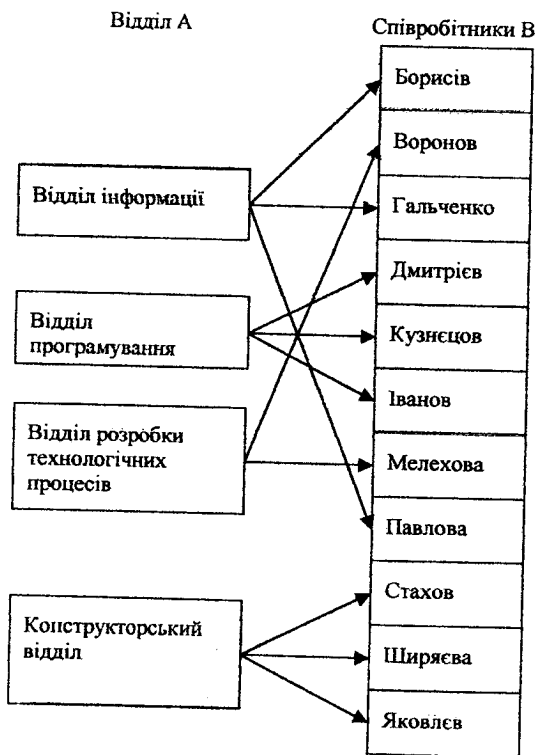 Відділ А
Співробітники В
Відділ інформації
Відділ
програмування
Відділ розробки
технологічних
процесів
Конструкторський
відділ
Борисів
Воронов
Гальченко
Дмитрієв
Кузнєцов
Іванов
Мелехова
Павлова
Стахов
Ширяєва
Яковлєв